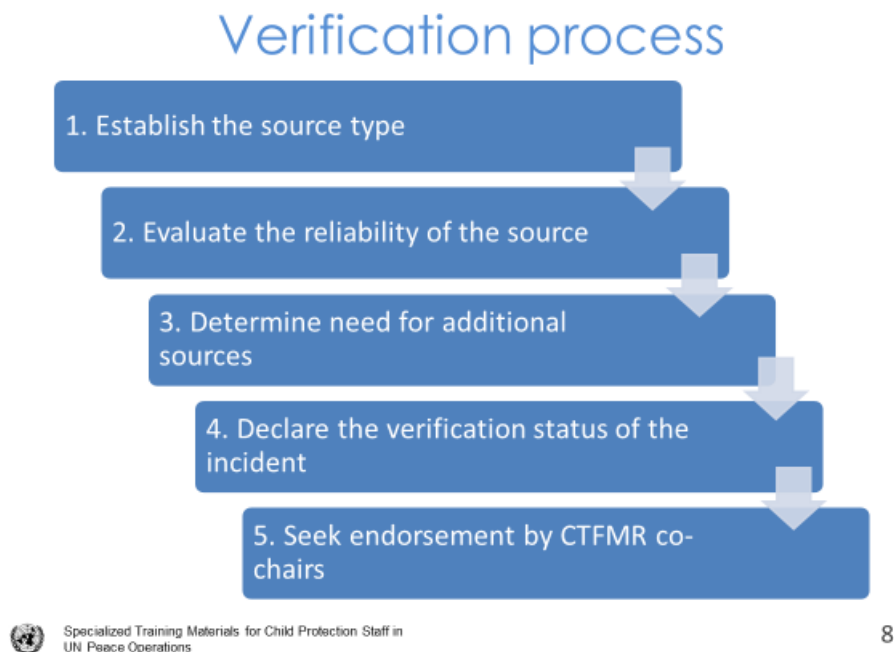 Verification process
1. Establish the source type
2. Evaluate the reliability of the source
3. Determine need for additional
sources
4. Declare the verification status of the
incident
5. Seek endorsement by CTFMR co-
chairs
Specialized Training Materials for Child Protection Staff in
UN Peace Operations
8